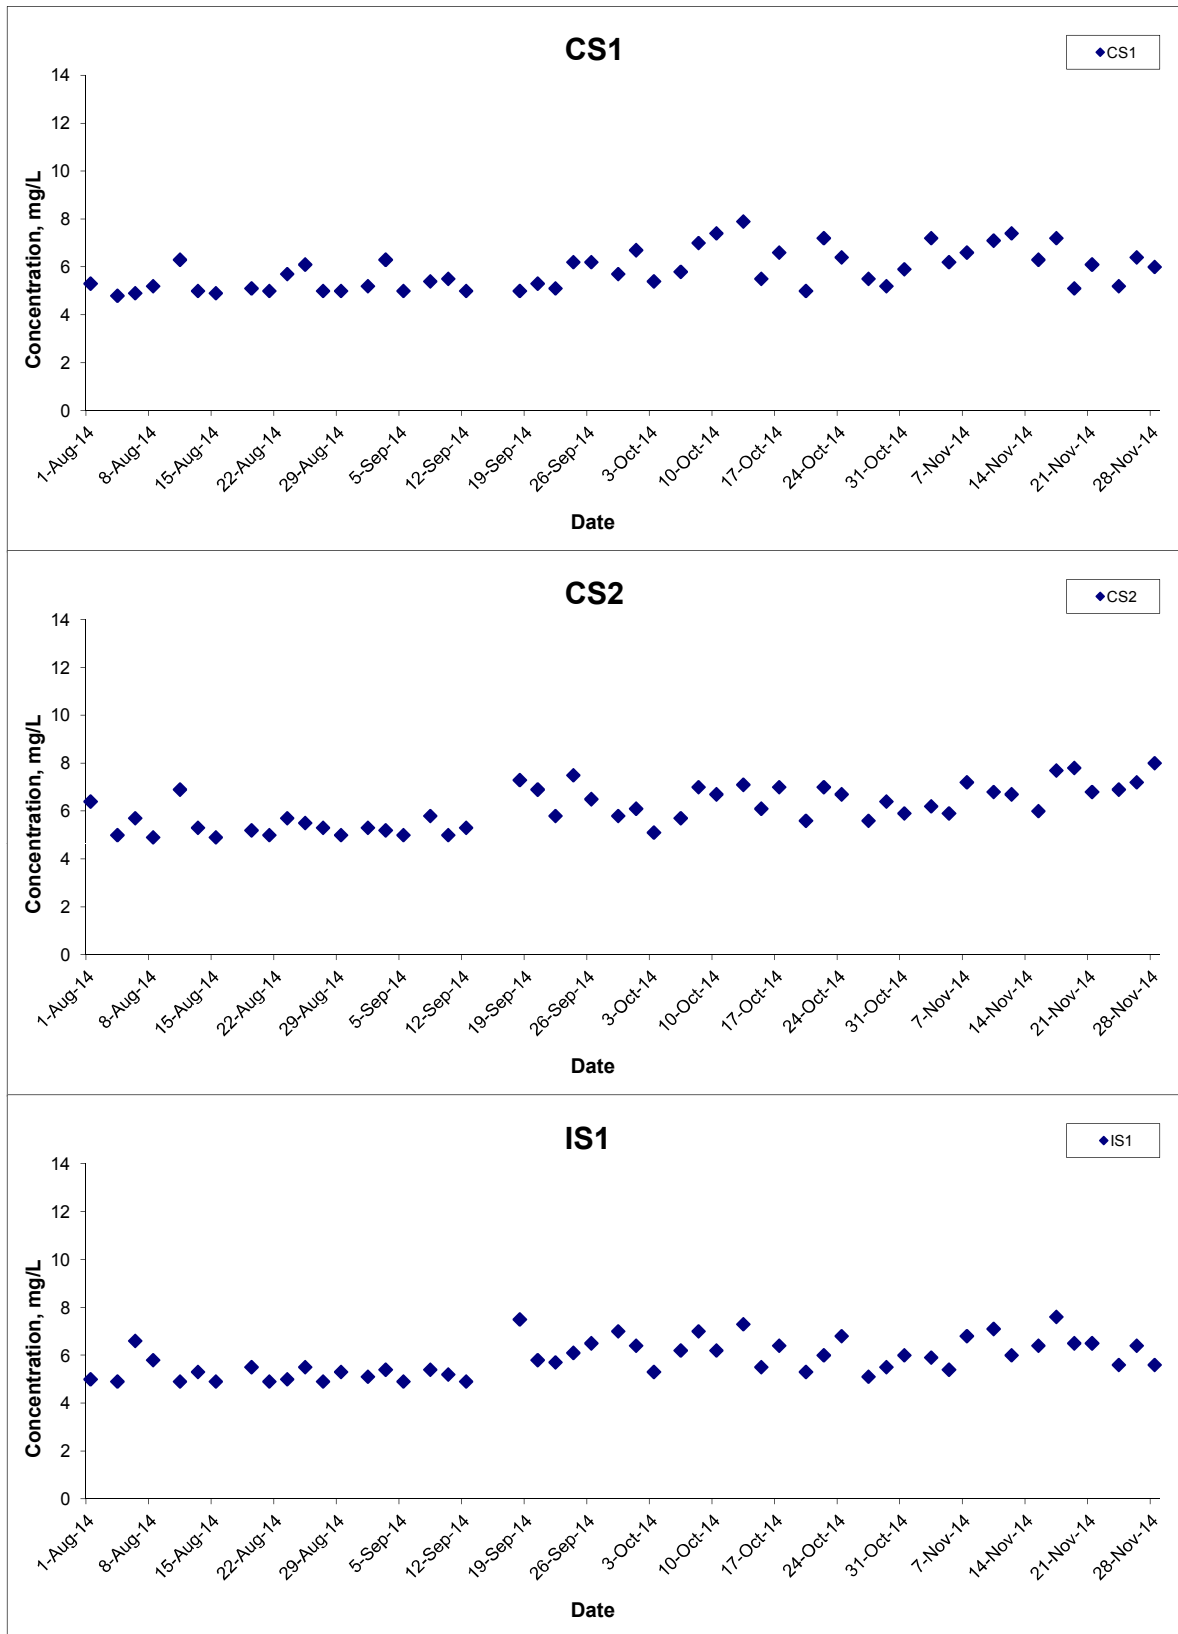 CS1
CS1
14
12
10
8
6
4
2
0
Concentration, mg/L
1-Aug-14
8-Aug-14
15-Aug-14
22-Aug-14
29-Aug-14
5-Sep-14
12-Sep-14
19-Sep-14
26-Sep-14
3-Oct-14
10-Oct-14
17-Oct-14
24-Oct-14
31-Oct-14
7-Nov-14
14-Nov-14
21-Nov-14
28-Nov-14
Date
CS2
CS2
14
12
10
8
6
4
2
0
Concentration, mg/L
1-Aug-14
8-Aug-14
15-Aug-14
22-Aug-14
29-Aug-14
5-Sep-14
12-Sep-14
19-Sep-14
26-Sep-14
3-Oct-14
10-Oct-14
17-Oct-14
24-Oct-14
31-Oct-14
7-Nov-14
14-Nov-14
21-Nov-14
28-Nov-14
Date
IS1
IS1
14
12
10
8
6
4
2
0
Concentration, mg/L
1-Aug-14
8-Aug-14
15-Aug-14
22-Aug-14
29-Aug-14
5-Sep-14
12-Sep-14
19-Sep-14
26-Sep-14
3-Oct-14
10-Oct-14
17-Oct-14
24-Oct-14
31-Oct-14
7-Nov-14
14-Nov-14
21-Nov-14
28-Nov-14
Date